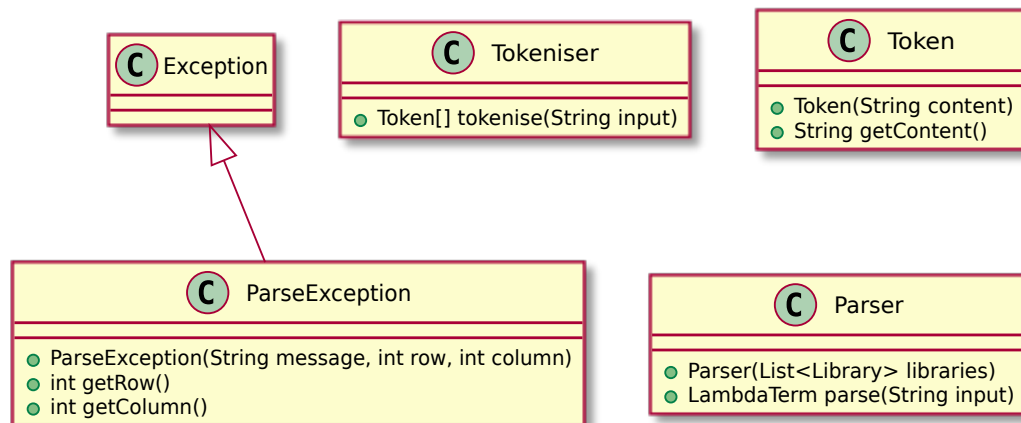 C Exception
C Tokeniser
Token[] tokenise(String input)
C Token
Token(String content)
String getContent()
C ParseException
ParseException(String message, int row, int column)
int getRow()
int getColumn()
C Parser
Parser(List<Library> libraries)
LambdaTerm parse(String input)